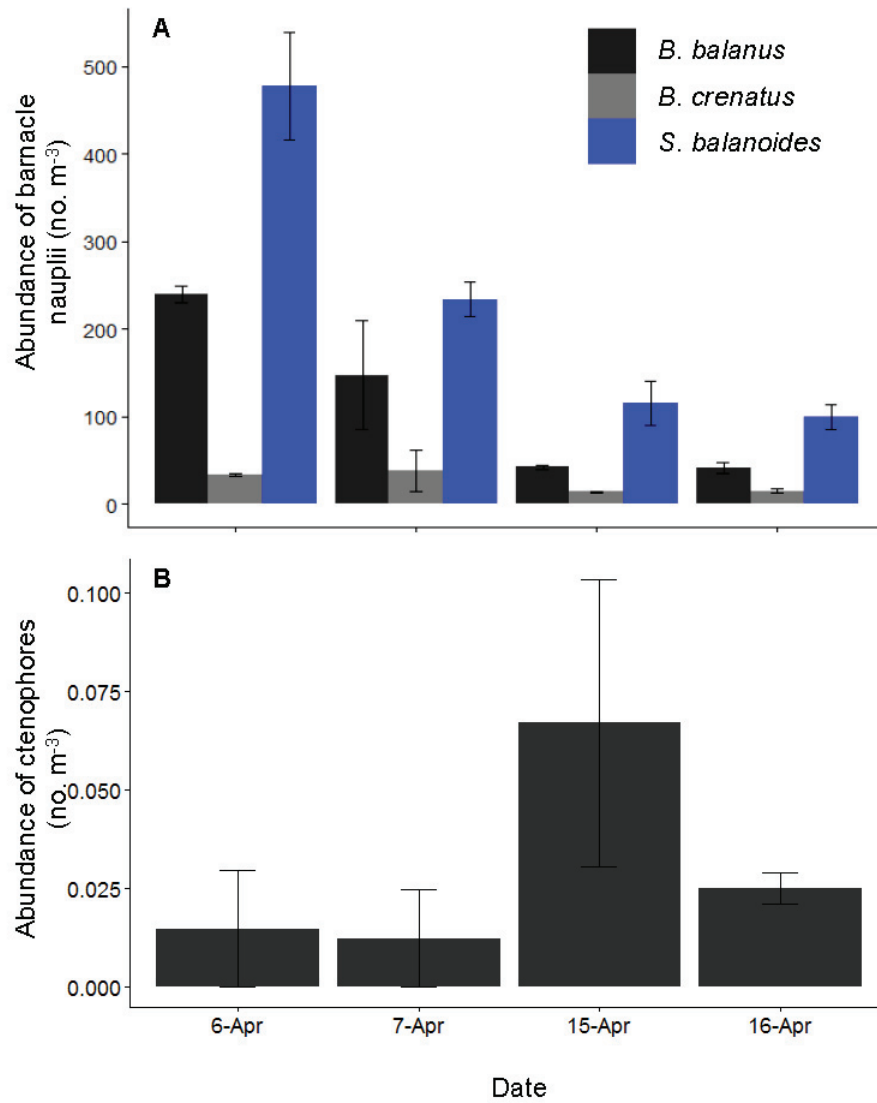 A
B. balanus
B. crenatus
S. balanoides
Abundance of barnacle
nauplii (no. m⁻³)
500
400
300
200
100
0
B
Abundance of ctenophores
(no. m⁻³)
0.100
0.075
0.050
0.025
0.000
6-Apr 7-Apr 15-Apr 16-Apr
Date